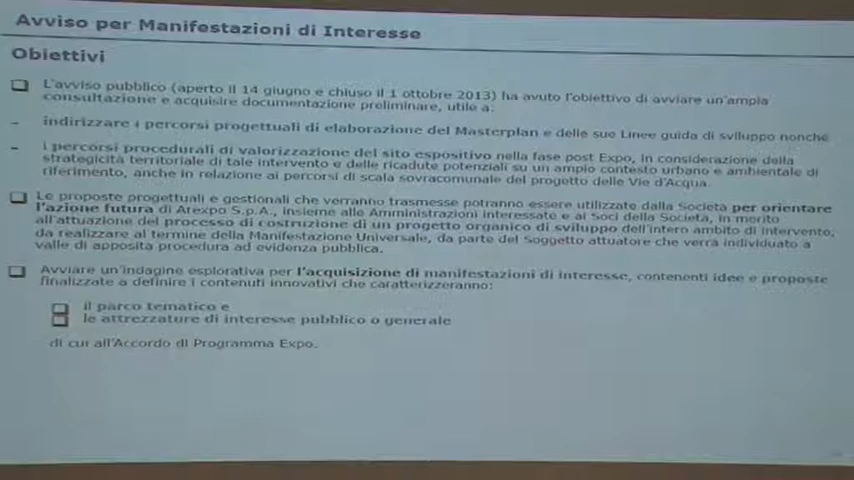 Avviso per Manifestazioni di Interesse
Obiettivi
L'avviso pubblico (aperto il 14 giugno e chiuso il 1 ottobre 2013) ha avuto l'obiettivo di avviare un'ampia
consultazione e acquisire documentazione preliminare, utile a:
- indirizzare i percorsi progettuali di elaborazione del Masterplan e delle sue Linee guida di sviluppo nonché
- i percorsi procedurali di valorizzazione del sito espositivo nella fase post Expo, in considerazione della
strategicità territoriale di tale intervento e delle ricadute potenziali su un ampio contesto urbano e ambientale di
riferimento, anche in relazione ai percorsi di scala sovracomunale del progetto delle Vie d'Acqua.
Le proposte progettuali e gestionali che verranno trasmesse potranno essere utilizzate dalla Società per orientare
l'azione futura di Arexpo S.p.A., insieme alle Amministrazioni interessate e ai Soci della Società, in merito
all'attuazione del processo di costruzione di un progetto organico di sviluppo dell'intero ambito di intervento,
da realizzare al termine della Manifestazione Universale, da parte del Soggetto attuatore che verrà individuato a
valle di apposita procedura ad evidenza pubblica.
Avviare un'indagine esplorativa per l'acquisizione di manifestazioni di interesse, contenenti idee e proposte
finalizzate a definire i contenuti innovativi che caratterizzeranno:
il parco tematico e
le attrezzature di interesse pubblico o generale
di cui all'Accordo di Programma Expo.